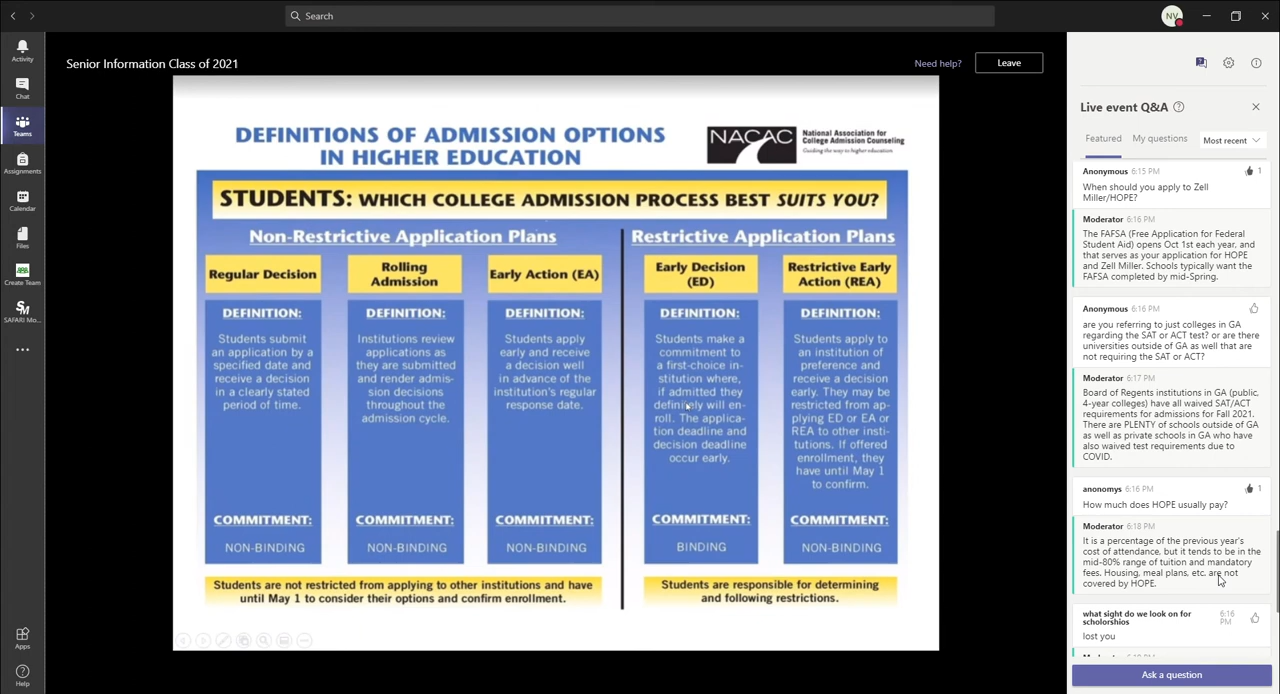 Search
NV
Activity
Chat
Teams
Assignments
Calendar
Files
Create Team
SAFARI Mo...
Apps
Help
Senior Information Class of 2021
Need help?
Leave
DEFINITIONS OF ADMISSION OPTIONS
IN HIGHER EDUCATION
NACAC
National Association for
College Admission Counseling
Guiding the way to higher education
STUDENTS: WHICH COLLEGE ADMISSION PROCESS BEST SUITS YOU?
Non-Restrictive Application Plans
Regular Decision
DEFINITION:
Students submit
an application by a
specified date and
receive a decision
in a clearly stated
period of time.
COMMITMENT:
NON-BINDING
Rolling
Admission
DEFINITION:
Institutions review
applications as
they are submitted
and render admis-
sion decisions
throughout the
admission cycle.
COMMITMENT:
NON-BINDING
Early Action (EA)
DEFINITION:
Students apply
early and receive
a decision well
in advance of the
institution's regular
response date.
COMMITMENT:
NON-BINDING
Students are not restricted from applying to other institutions and have
until May 1 to consider their options and confirm enrollment.
Restrictive Application Plans
Early Decision
(ED)
DEFINITION:
Students make a
commitment to
a first-choice in-
stitution where,
if admitted they
definitely will en-
roll. The applica-
tion deadline and
decision deadline
occur early.
COMMITMENT:
BINDING
Restrictive Early
Action (REA)
DEFINITION:
Students apply to
an institution of
preference and
receive a decision
early. They may be
restricted from ap-
plying ED or EA or
REA to other insti-
tutions. If offered
enrollment, they
have until May 1
to confirm.
COMMITMENT:
NON-BINDING
Students are responsible for determining
and following restrictions.
Live event Q&A
Featured
My questions
Most recent
Anonymous 6:15 PM 1
When should you apply to Zell
Miller/HOPE?
Moderator 6:16 PM
The FAFSA (Free Application for Federal
Student Aid) opens Oct 1st each year, and
that serves as your application for HOPE
and Zell Miller. Schools typically want the
FAFSA completed by mid-Spring.
Anonymous 6:16 PM
are you referring to just colleges in GA
regarding the SAT or ACT test? or are there
universities outside of GA as well that are
not requiring the SAT or ACT?
Moderator 6:17 PM
Board of Regents institutions in GA (public,
4-year colleges) have all waived SAT/ACT
requirements for admissions for Fall 2021.
There are PLENTY of schools outside of GA
as well as private schools in GA who have
also waived test requirements due to
COVID.
anonomys 6:16 PM 1
How much does HOPE usually pay?
Moderator 6:18 PM
It is a percentage of the previous year's
cost of attendance, but it tends to be in the
mid-80% range of tuition and mandatory
fees. Housing, meal plans, etc. are not
covered by HOPE.
what sight do we look on for 6:16
scholorshios PM
lost you
Ask a question